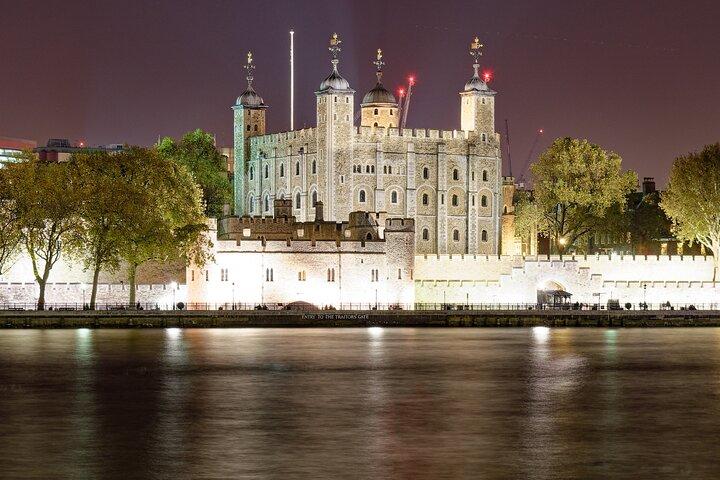 ENTRY TO THE TRAITORS' GATE